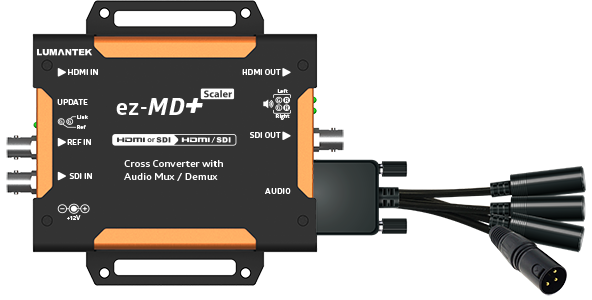 LUMANTEK
HDMI IN
HDMI OUT
UPDATE
Link
Ref
ez-MD+
Scaler
Left
Right
REF IN
HDMI or SDI HDMI / SDI
SDI OUT
Cross Converter with
Audio Mux / Demux
SDI IN
AUDIO
+12V